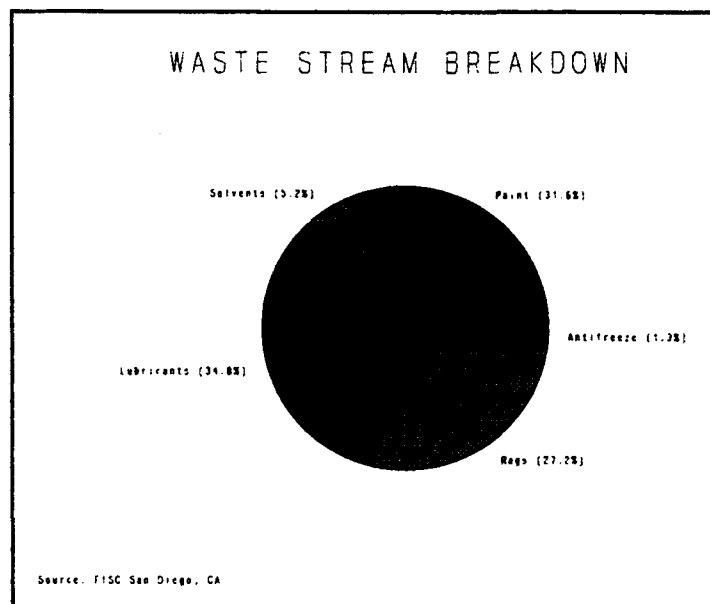 WASTE STREAM BREAKDOWN
Solvents (5.2%)
Paint (31.6%)
Antifreeze (1.3%)
Lubricants (34.8%)
Rags (27.2%)
Source. FISC San Diego, CA